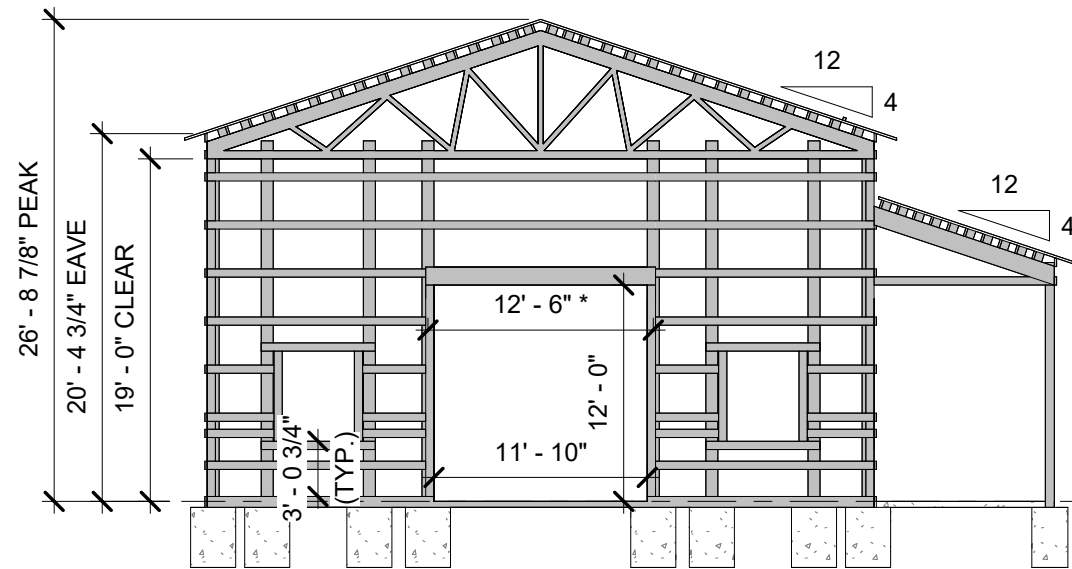 12
4
12
4
26' - 8 7/8" PEAK
20' - 4 3/4" EAVE
19' - 0" CLEAR
12' - 6" *
12' - 0"
11' - 10"
3' - 0 3/4"
(TYP.)